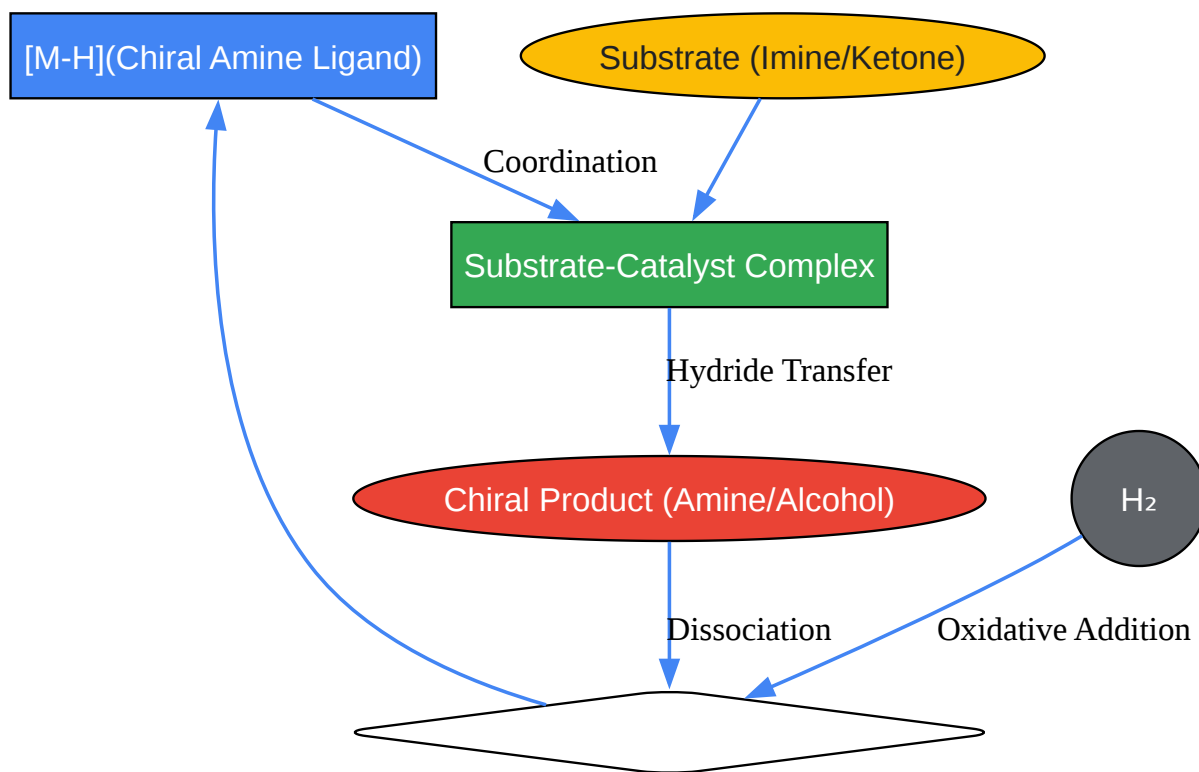 [M-H](Chiral Amine Ligand)
Substrate (Imine/Ketone)
Coordination
Substrate-Catalyst Complex
Hydride Transfer
Chiral Product (Amine/Alcohol)
H₂
Dissociation
Oxidative Addition